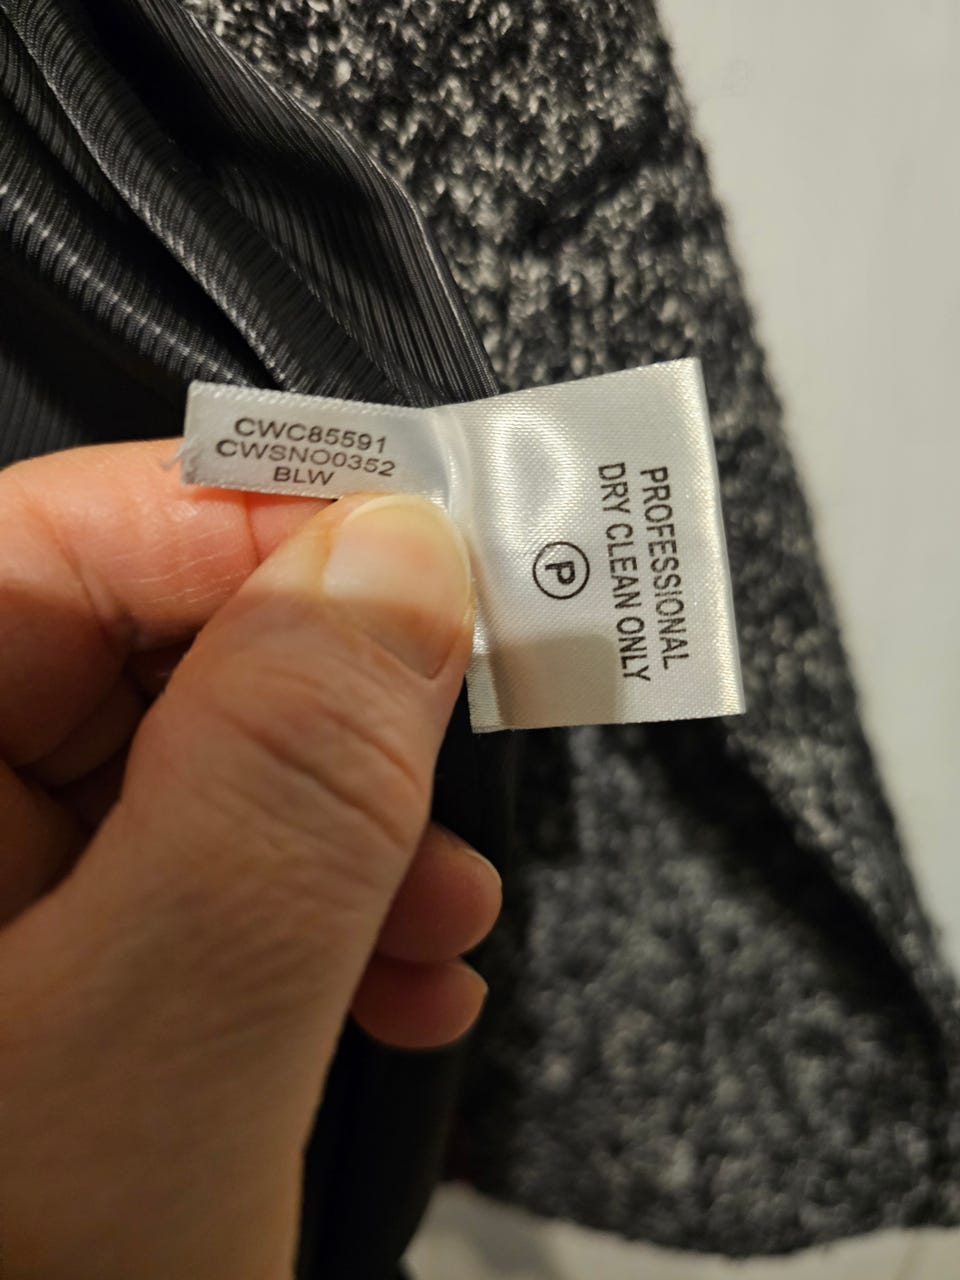 CWC85591
CWSNO0352
BLW
PROFESSIONAL
DRY CLEAN ONLY
P